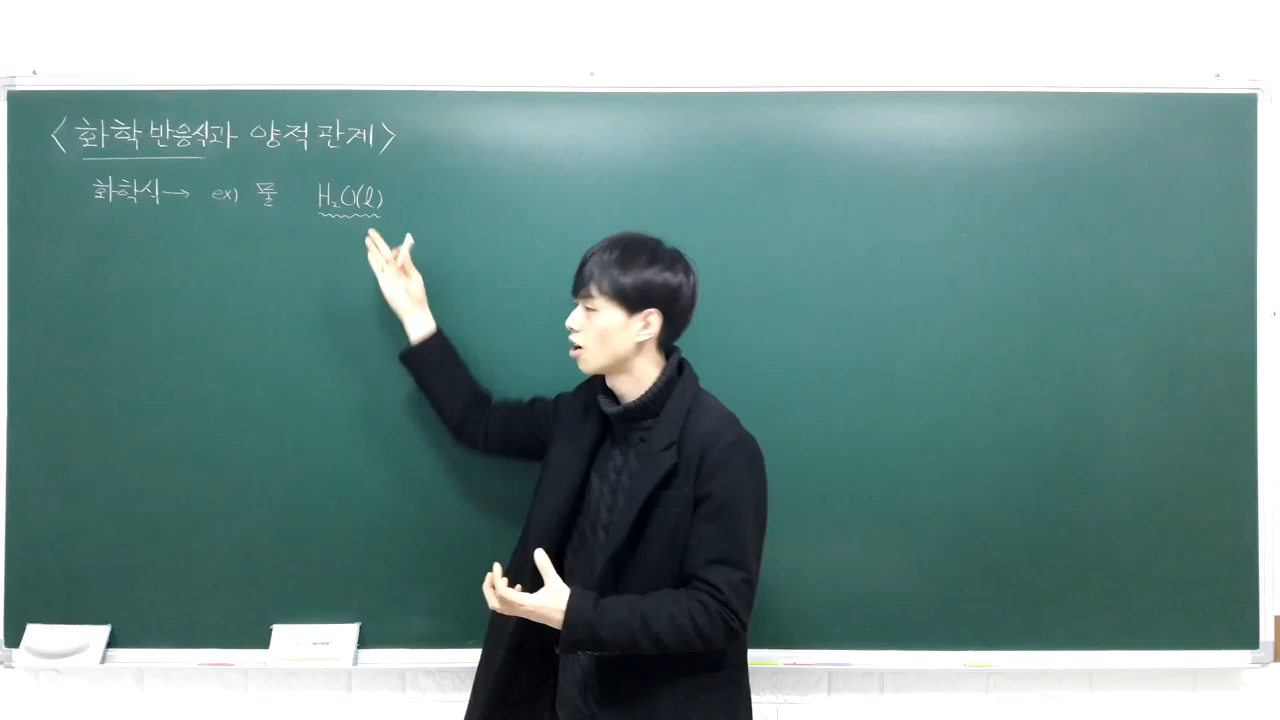 <화학 반응식과 양적 관계>
화학식→ ex) 물 H₂O(l)